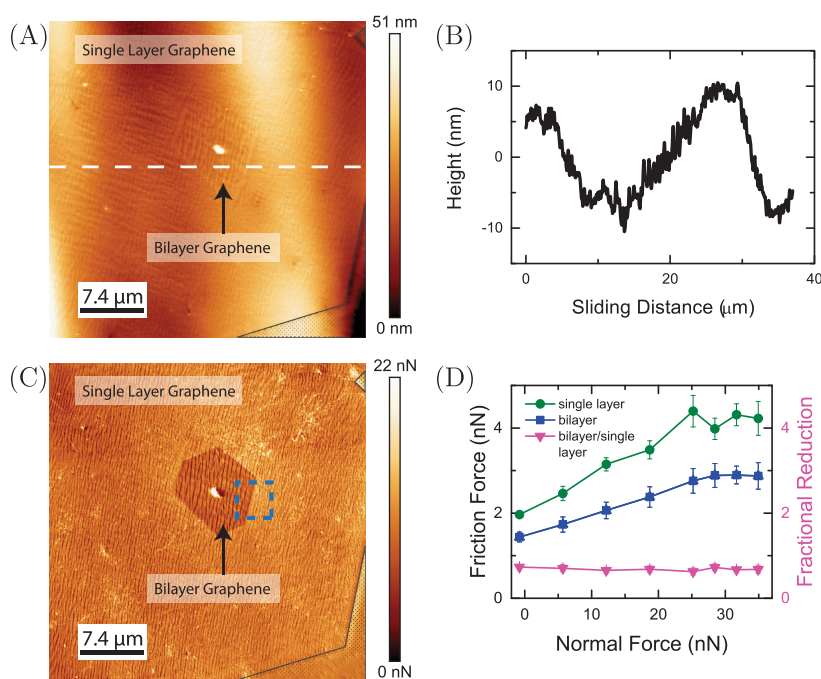 (A)
Single Layer Graphene
Bilayer Graphene
7.4 µm
51 nm
0 nm
(B)
Height (nm)
10
0
-10
0
20
40
Sliding Distance (µm)
(C)
Single Layer Graphene
Bilayer Graphene
7.4 µm
22 nN
0 nN
(D)
single layer
bilayer
bilayer/single
layer
Friction Force (nN)
4
2
0
Fractional Reduction
4
2
0
0
10
20
30
Normal Force (nN)